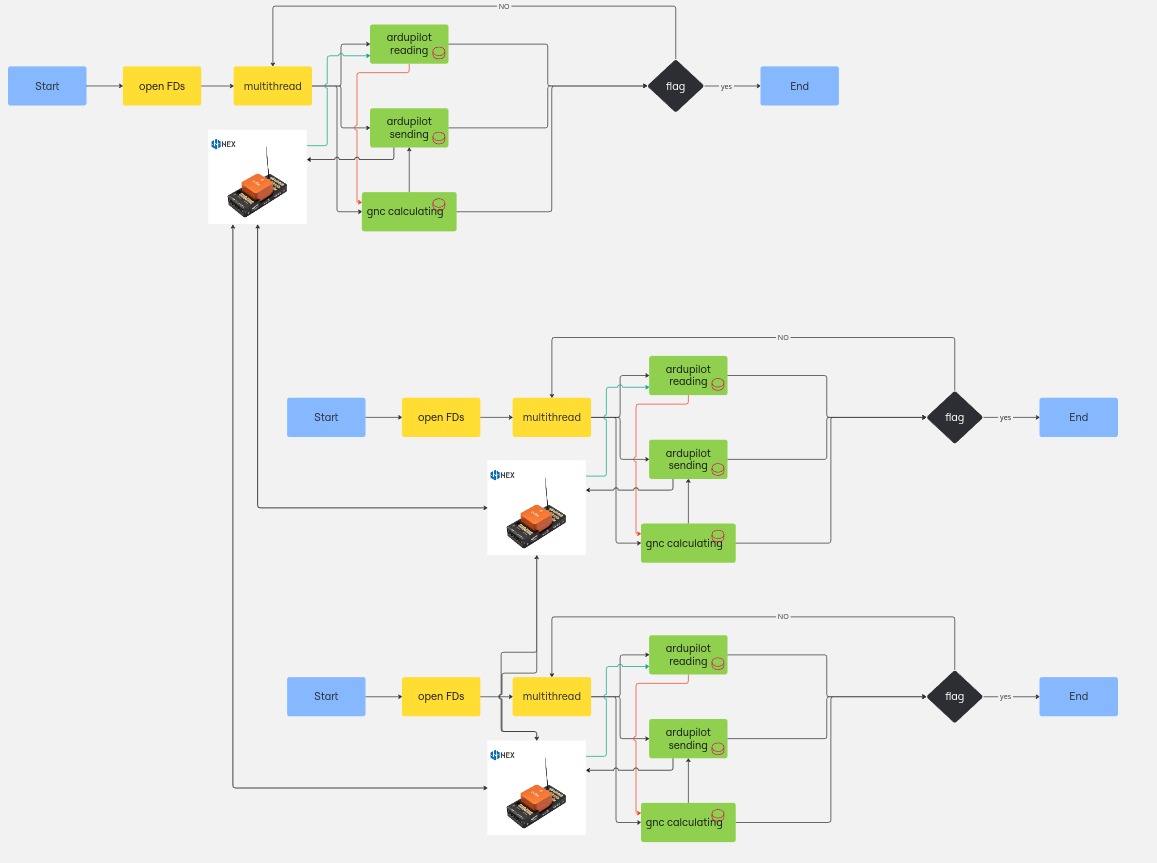 NO
ardupilot
reading
Start
open FDs
multithread
flag
yes
End
ardupilot
sending
HEX
gnc calculating
NO
ardupilot
reading
Start
open FDs
multithread
flag
yes
End
ardupilot
sending
HEX
gnc calculating
NO
ardupilot
reading
Start
open FDs
multithread
flag
yes
End
ardupilot
sending
HEX
gnc calculating